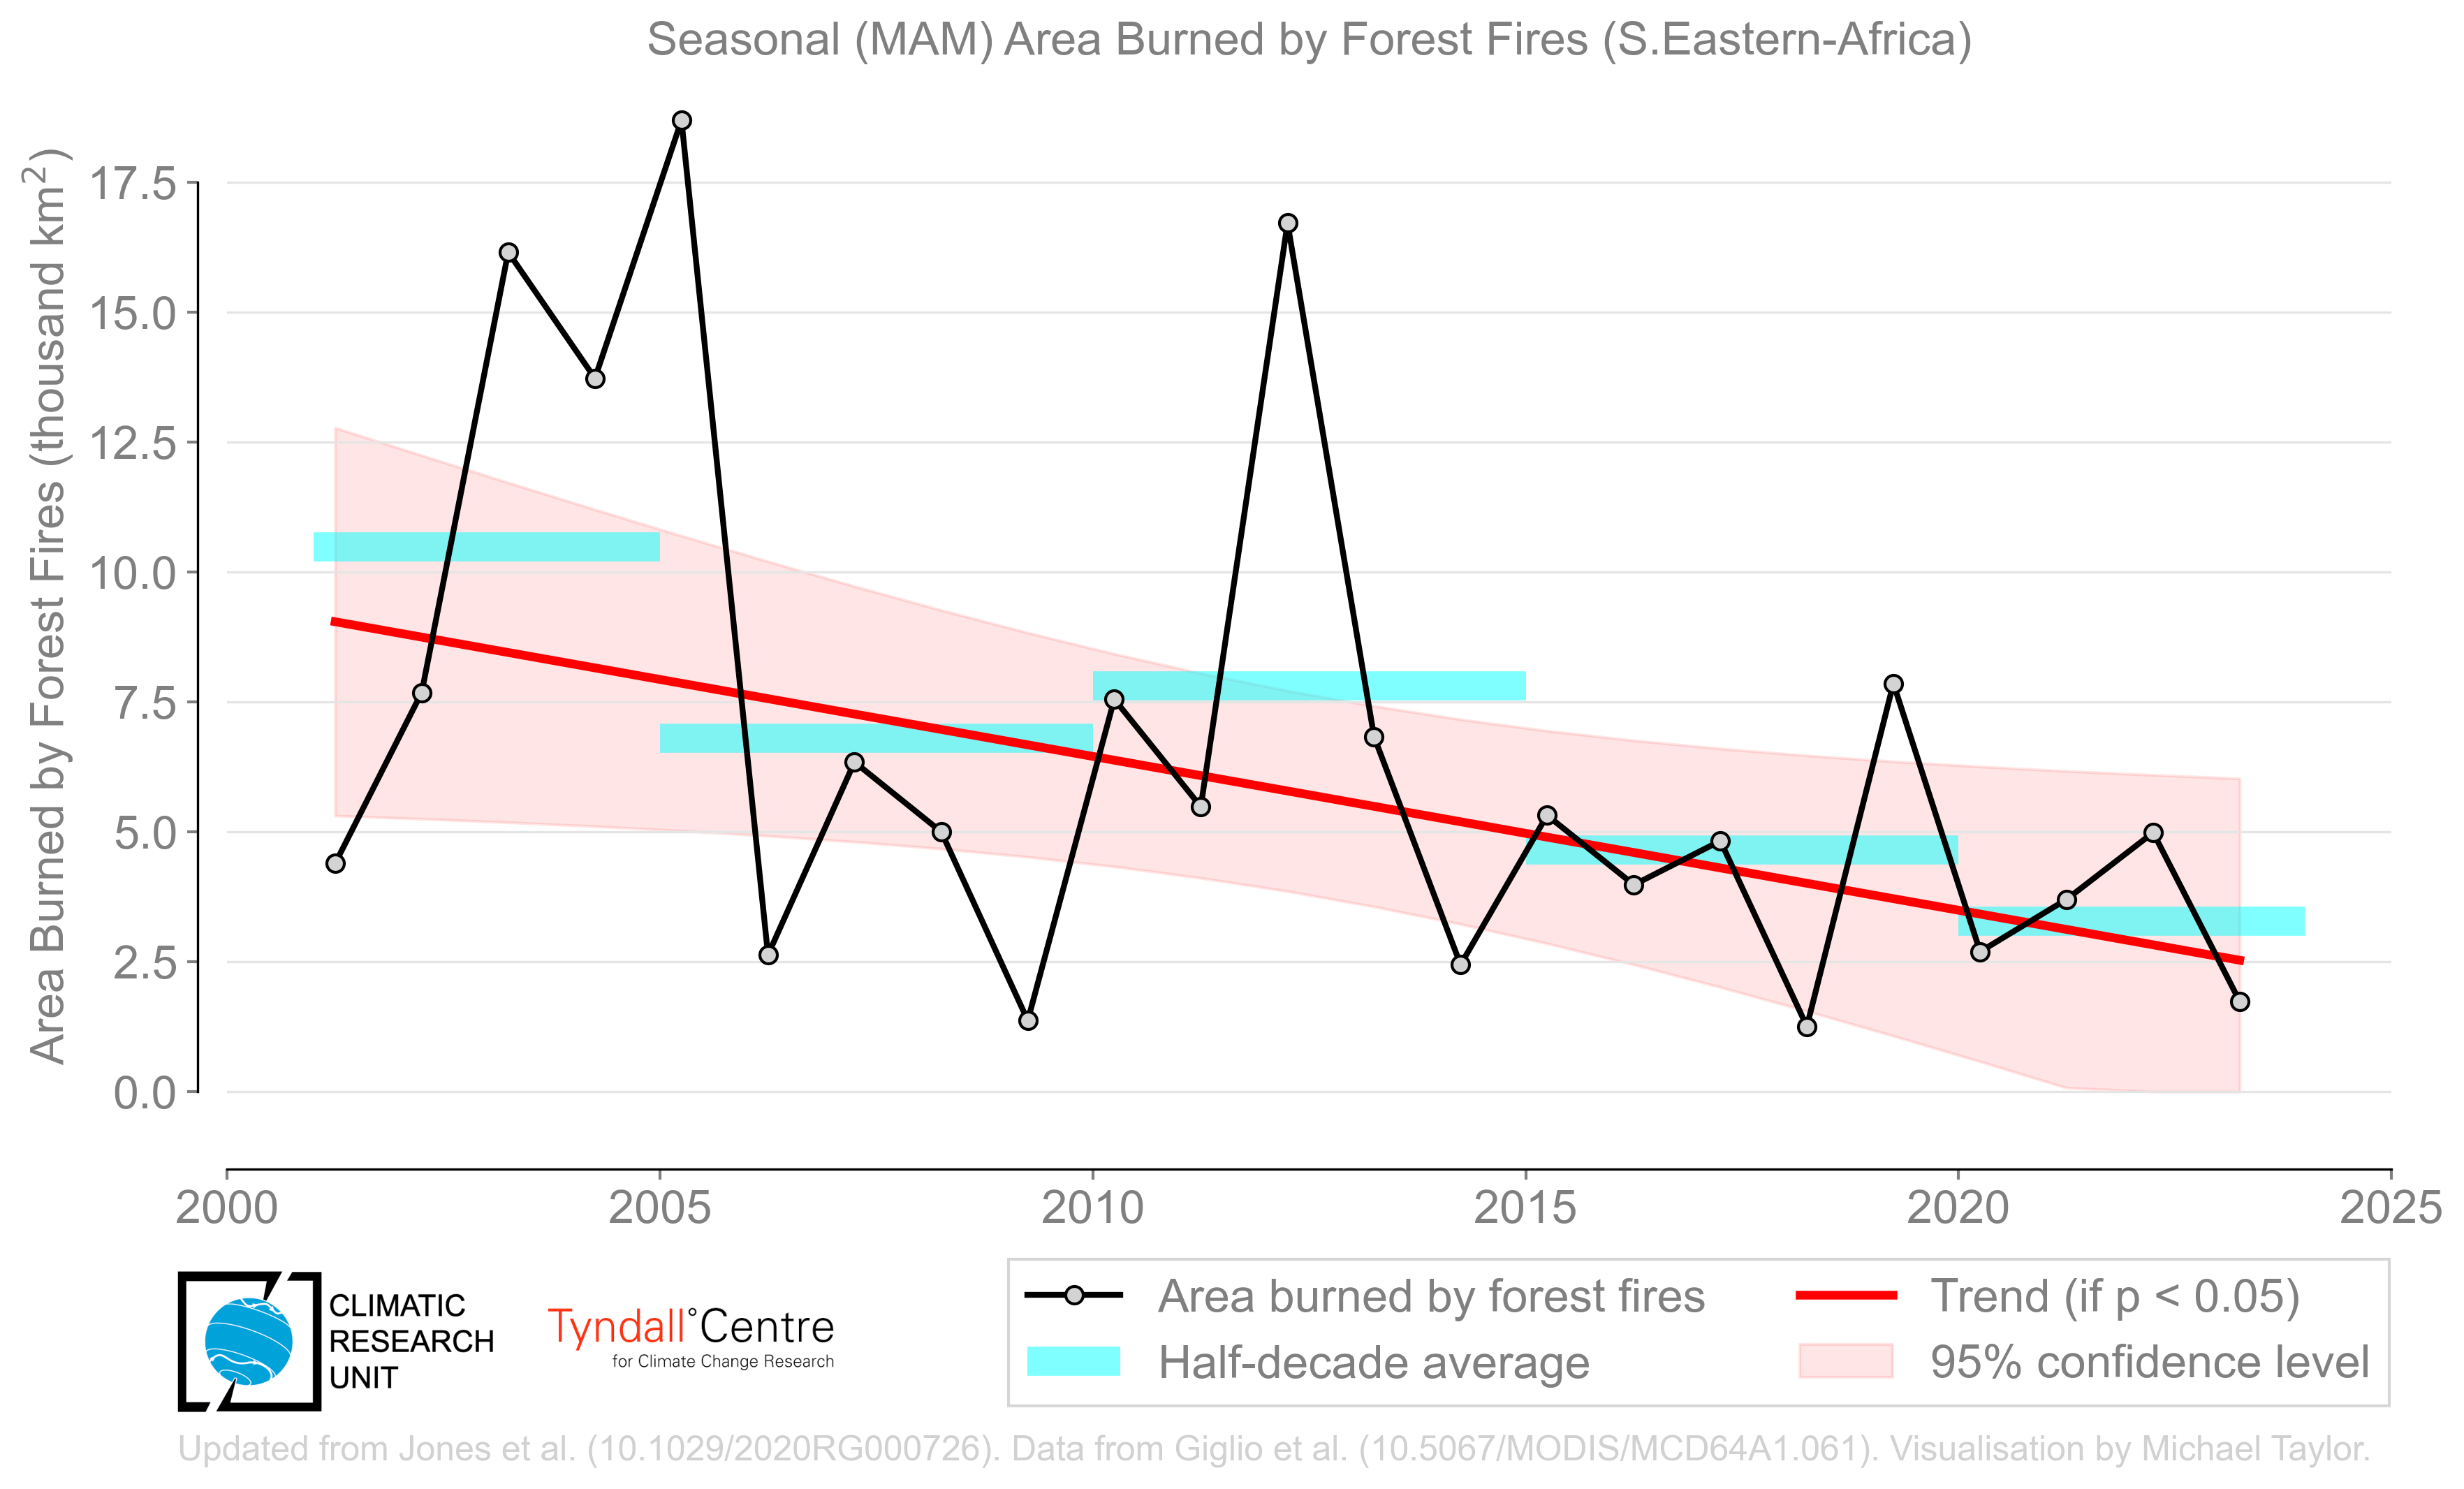 Seasonal (MAM) Area Burned by Forest Fires (S.Eastern-Africa)
Area Burned by Forest Fires (thousand km²)
17.5
15.0
12.5
10.0
7.5
5.0
2.5
0.0
2000 2005 2010 2015 2020 2025
CLIMATIC
RESEARCH
UNIT
Tyndall°Centre
for Climate Change Research
Area burned by forest fires
Half-decade average
Trend (if p < 0.05)
95% confidence level
Updated from Jones et al. (10.1029/2020RG000726). Data from Giglio et al. (10.5067/MODIS/MCD64A1.061). Visualisation by Michael Taylor.